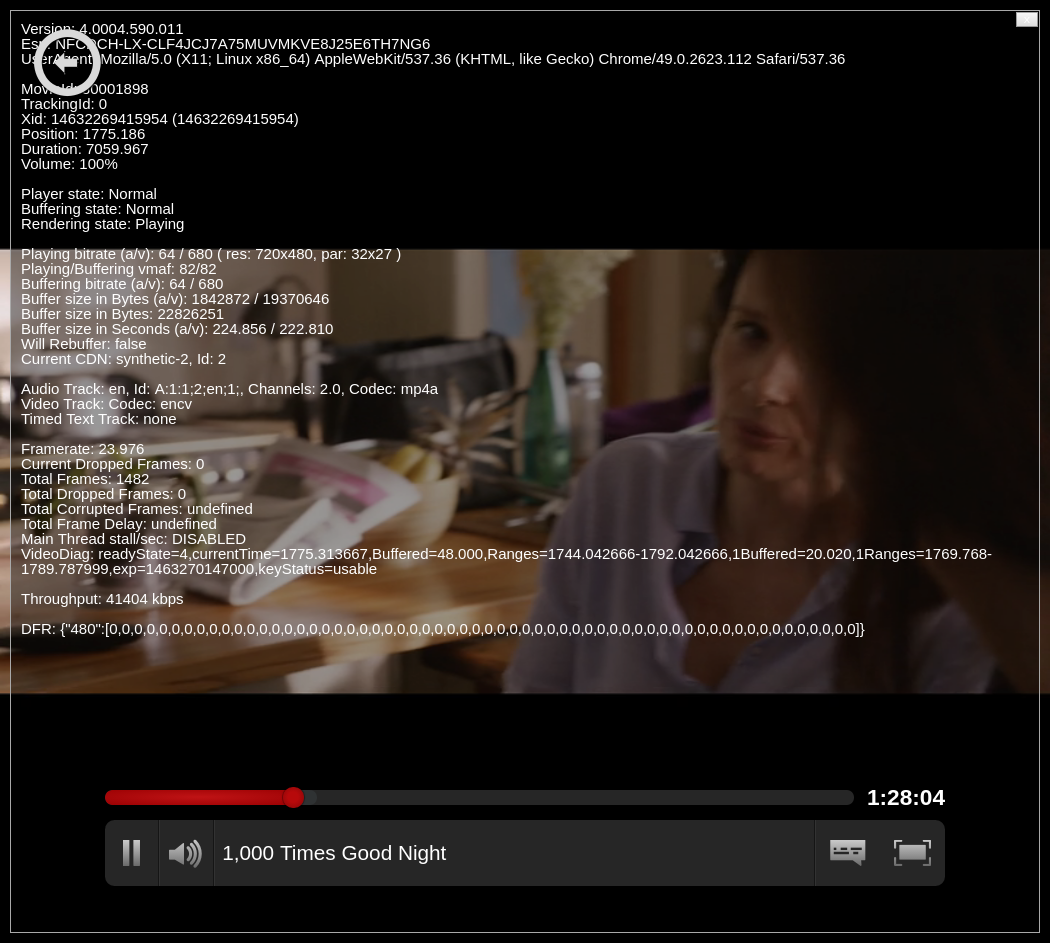 Version: 4.0004.590.011
Esn: NFCDCH-LX-CLF4JCJ7A75MUVMKVE8J25E6TH7NG6
UserAgent: Mozilla/5.0 (X11; Linux x86_64) AppleWebKit/537.36 (KHTML, like Gecko) Chrome/49.0.2623.112 Safari/537.36
MovieId: 80001898
TrackingId: 0
Xid: 14632269415954 (14632269415954)
Position: 1775.186
Duration: 7059.967
Volume: 100%
Player state: Normal
Buffering state: Normal
Rendering state: Playing
Playing bitrate (a/v): 64 / 680 ( res: 720x480, par: 32x27 )
Playing/Buffering vmaf: 82/82
Buffering bitrate (a/v): 64 / 680
Buffer size in Bytes (a/v): 1842872 / 19370646
Buffer size in Bytes: 22826251
Buffer size in Seconds (a/v): 224.856 / 222.810
Will Rebuffer: false
Current CDN: synthetic-2, Id: 2
Audio Track: en, Id: A:1:1;2;en;1;, Channels: 2.0, Codec: mp4a
Video Track: Codec: encv
Timed Text Track: none
Framerate: 23.976
Current Dropped Frames: 0
Total Frames: 1482
Total Dropped Frames: 0
Total Corrupted Frames: undefined
Total Frame Delay: undefined
Main Thread stall/sec: DISABLED
VideoDiag: readyState=4,currentTime=1775.313667,Buffered=48.000,Ranges=1744.042666-1792.042666,1Buffered=20.020,1Ranges=1769.768-
1789.787999,exp=1463270147000,keyStatus=usable
Throughput: 41404 kbps
DFR: {"480":[0,0,0,0,0,0,0,0,0,0,0,0,0,0,0,0,0,0,0,0,0,0,0,0,0,0,0,0,0,0,0,0,0,0,0,0,0,0,0,0,0,0,0,0,0,0,0,0,0,0,0,0,0,0,0,0,0,0,0,0]}
1:28:04
1,000 Times Good Night